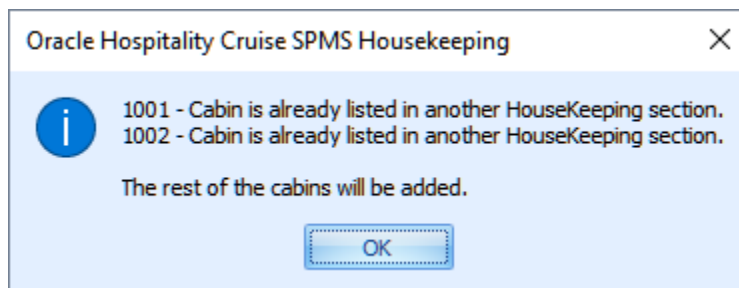 Oracle Hospitality Cruise SPMS Housekeeping
1001 - Cabin is already listed in another HouseKeeping section.
1002 - Cabin is already listed in another HouseKeeping section.
The rest of the cabins will be added.
OK